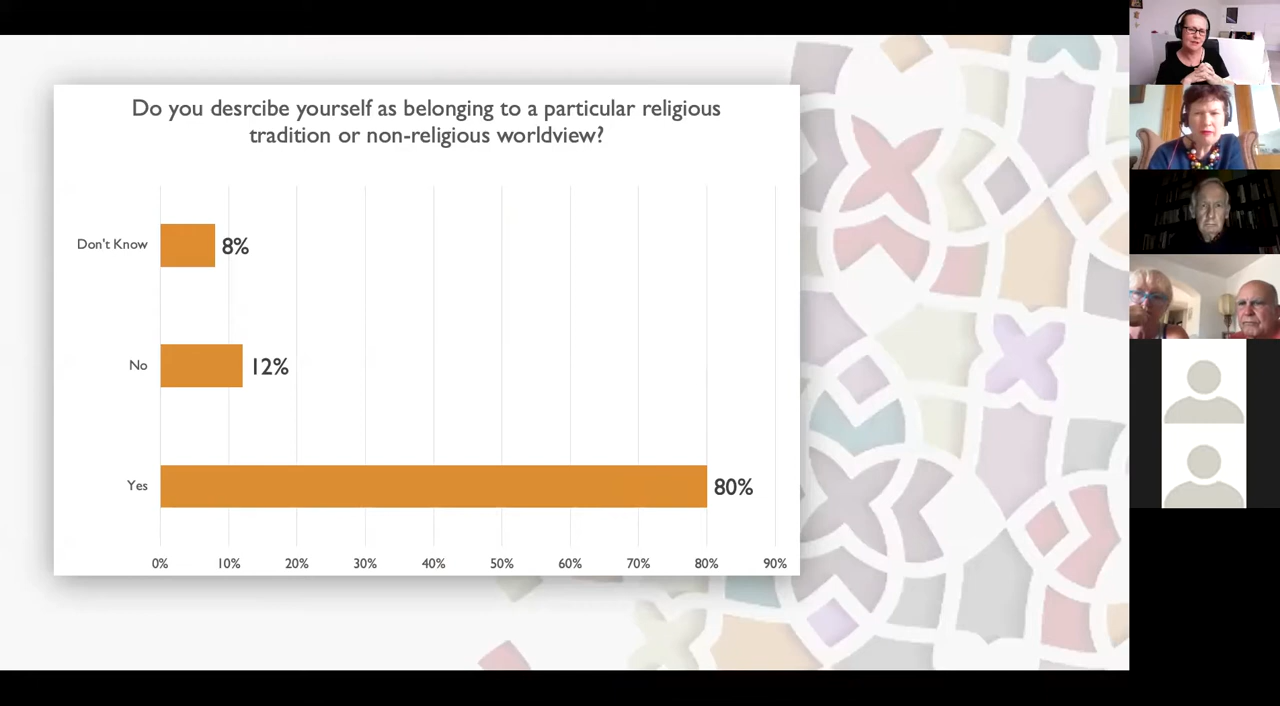 Do you desrcibe yourself as belonging to a particular religious
tradition or non-religious worldview?
Don't Know
8%
No
12%
Yes
80%
0% 10% 20% 30% 40% 50% 60% 70% 80% 90%